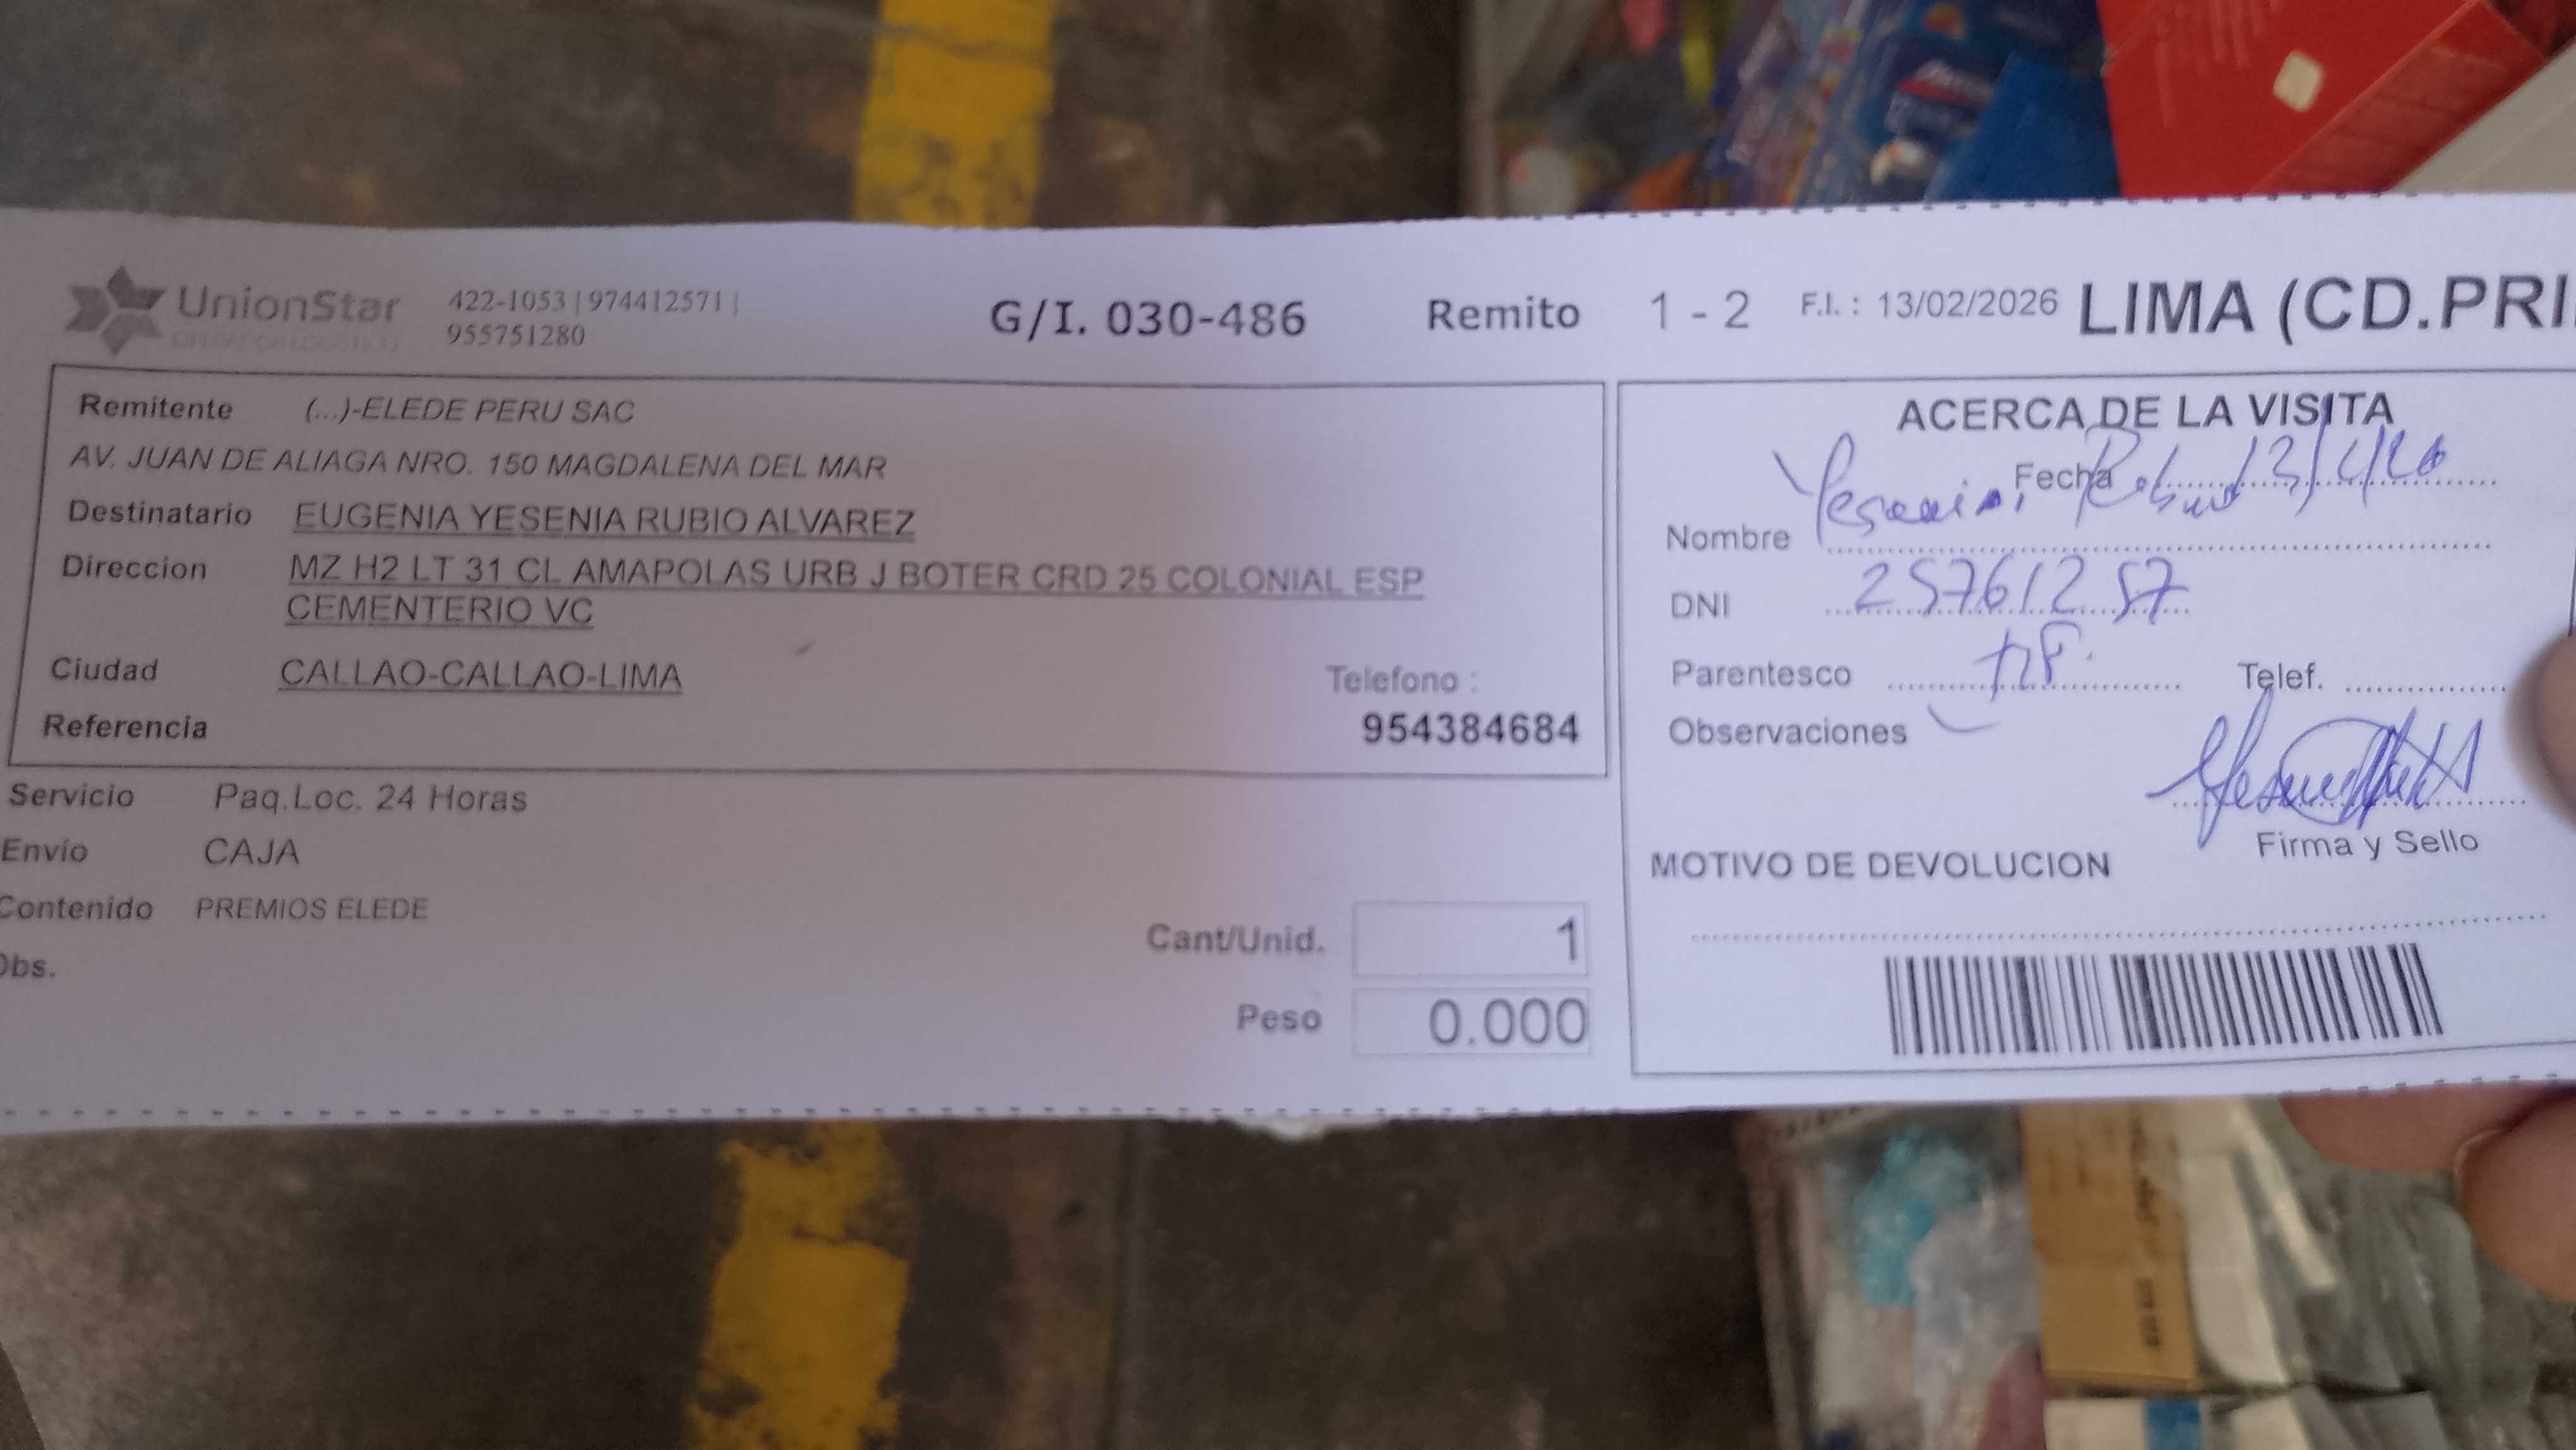 UnionStar
OPERADOR LOGISTICO
422-1053 | 974412571 |
955751280
G/I. 030-486 Remito 1 - 2 F.I. : 13/02/2026 LIMA (CD.PRI
Remitente (...)-ELEDE PERU SAC
AV. JUAN DE ALIAGA NRO. 150 MAGDALENA DEL MAR
Destinatario EUGENIA YESENIA RUBIO ALVAREZ
Direccion MZ H2 LT 31 CL AMAPOLAS URB J BOTER CRD 25 COLONIAL ESP
CEMENTERIO VC
Ciudad CALLAO-CALLAO-LIMA
Telefono :
Referencia 954384684
Servicio Paq.Loc. 24 Horas
Envio CAJA
Contenido PREMIOS ELEDE
Obs.
Cant/Unid. 1
Peso 0.000
ACERCA DE LA VISITA
Fecha
Nombre Yesenia
DNI 25761257
Parentesco Telef.
Observaciones
Firma y Sello
MOTIVO DE DEVOLUCION